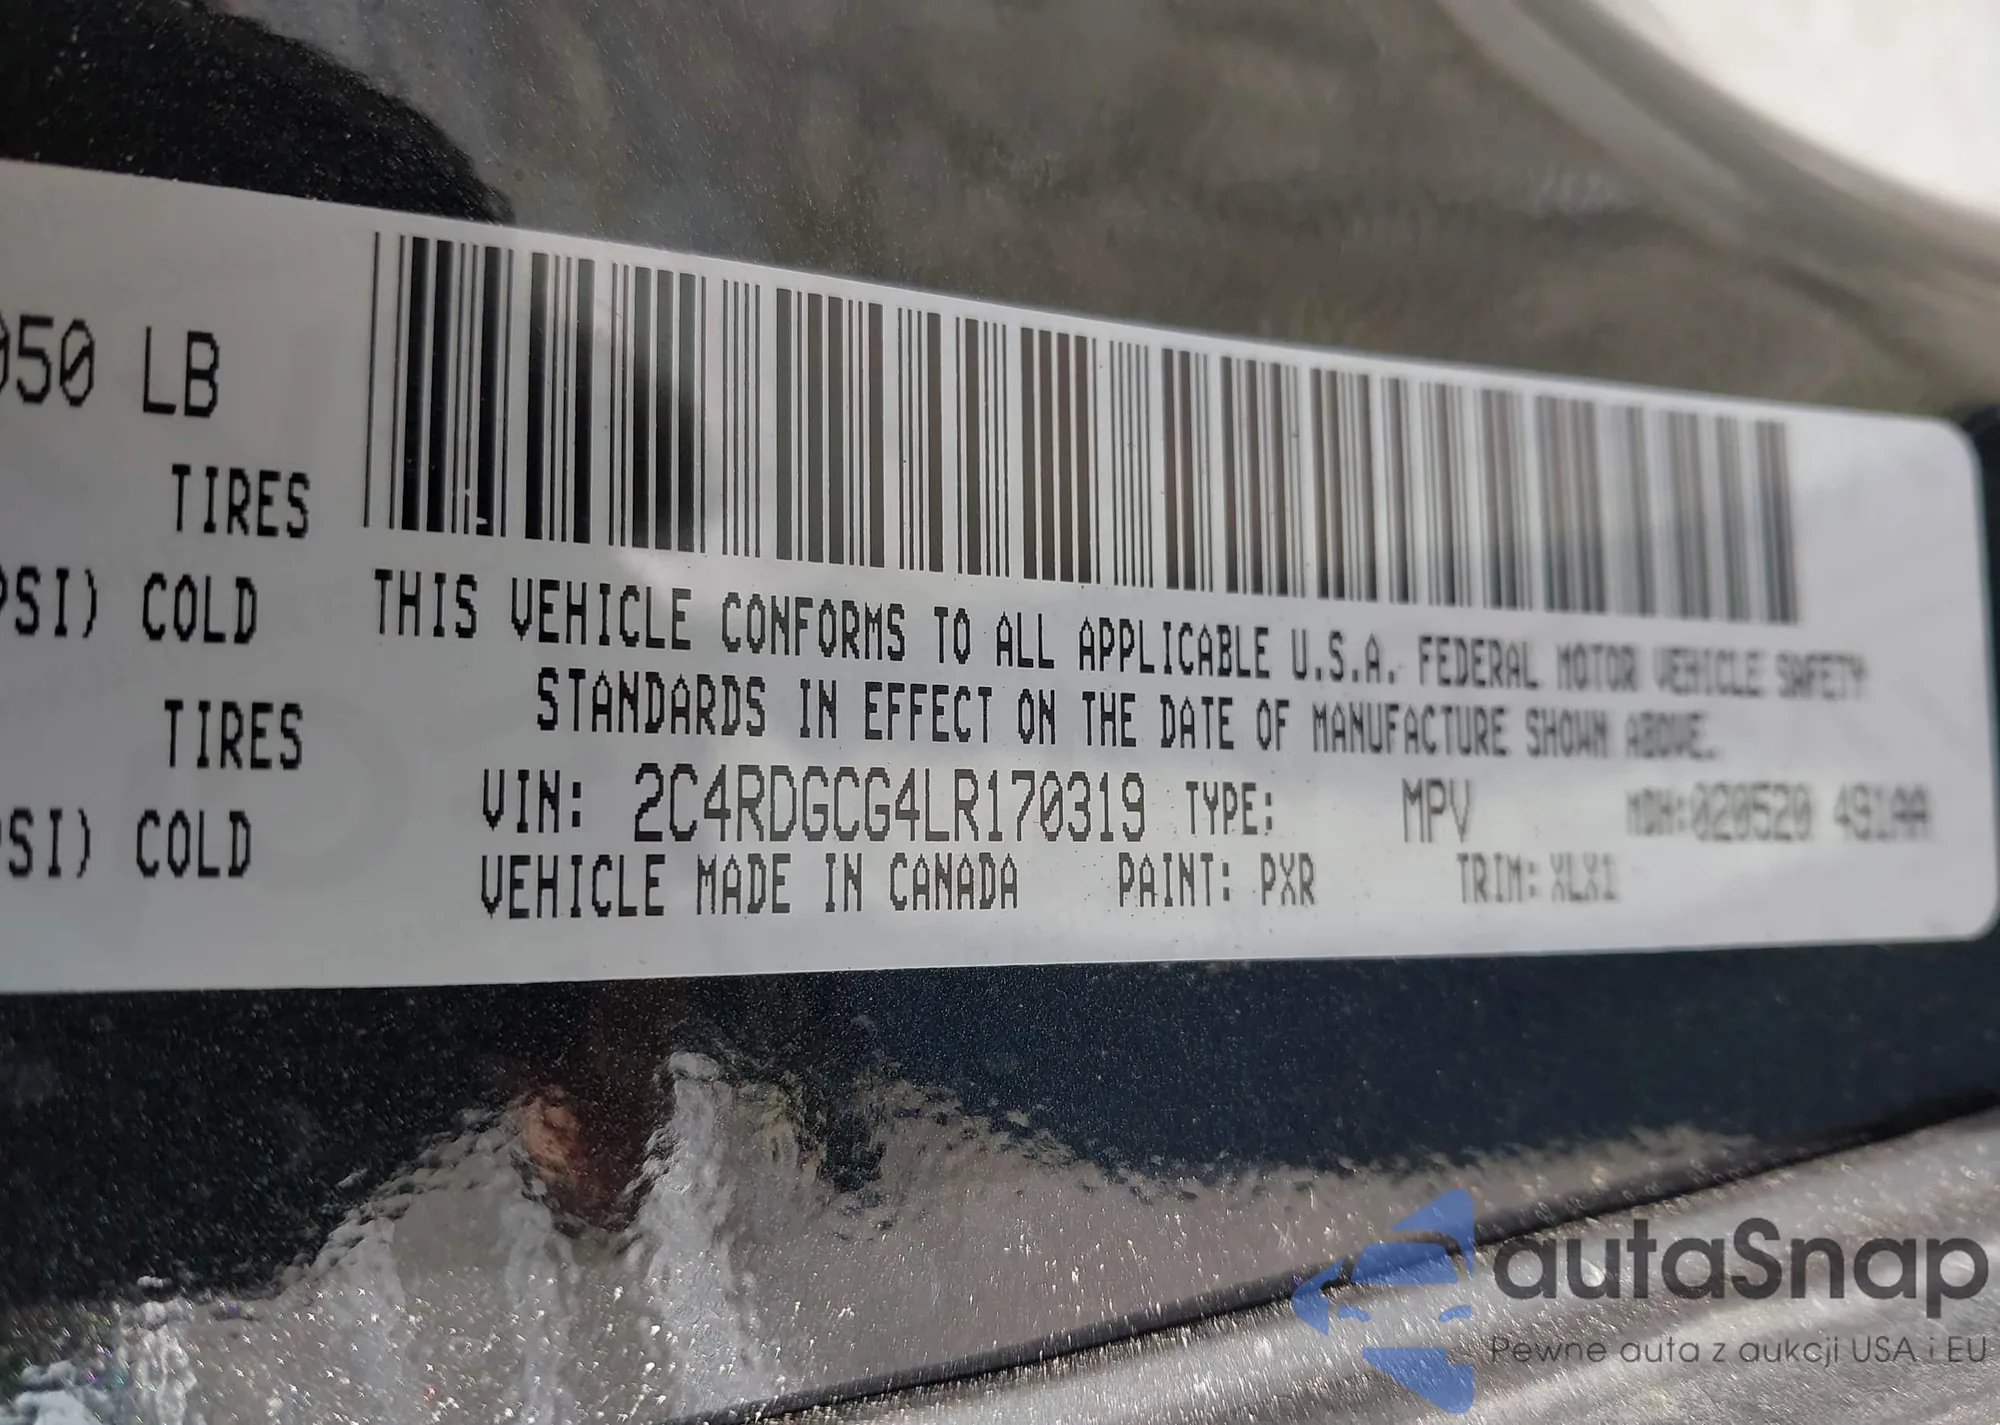 050 LB
TIRES
PSI) COLD
TIRES
PSI) COLD
THIS VEHICLE CONFORMS TO ALL APPLICABLE U.S.A. FEDERAL MOTOR VEHICLE SAFETY
STANDARDS IN EFFECT ON THE DATE OF MANUFACTURE SHOWN ABOVE.
VIN: 2C4RDGCG4LR170319 TYPE: MPV MDH:020520 491AA
VEHICLE MADE IN CANADA PAINT: PXR TRIM: XLX1
autaSnap
Pewne auta z aukcji USA i EU